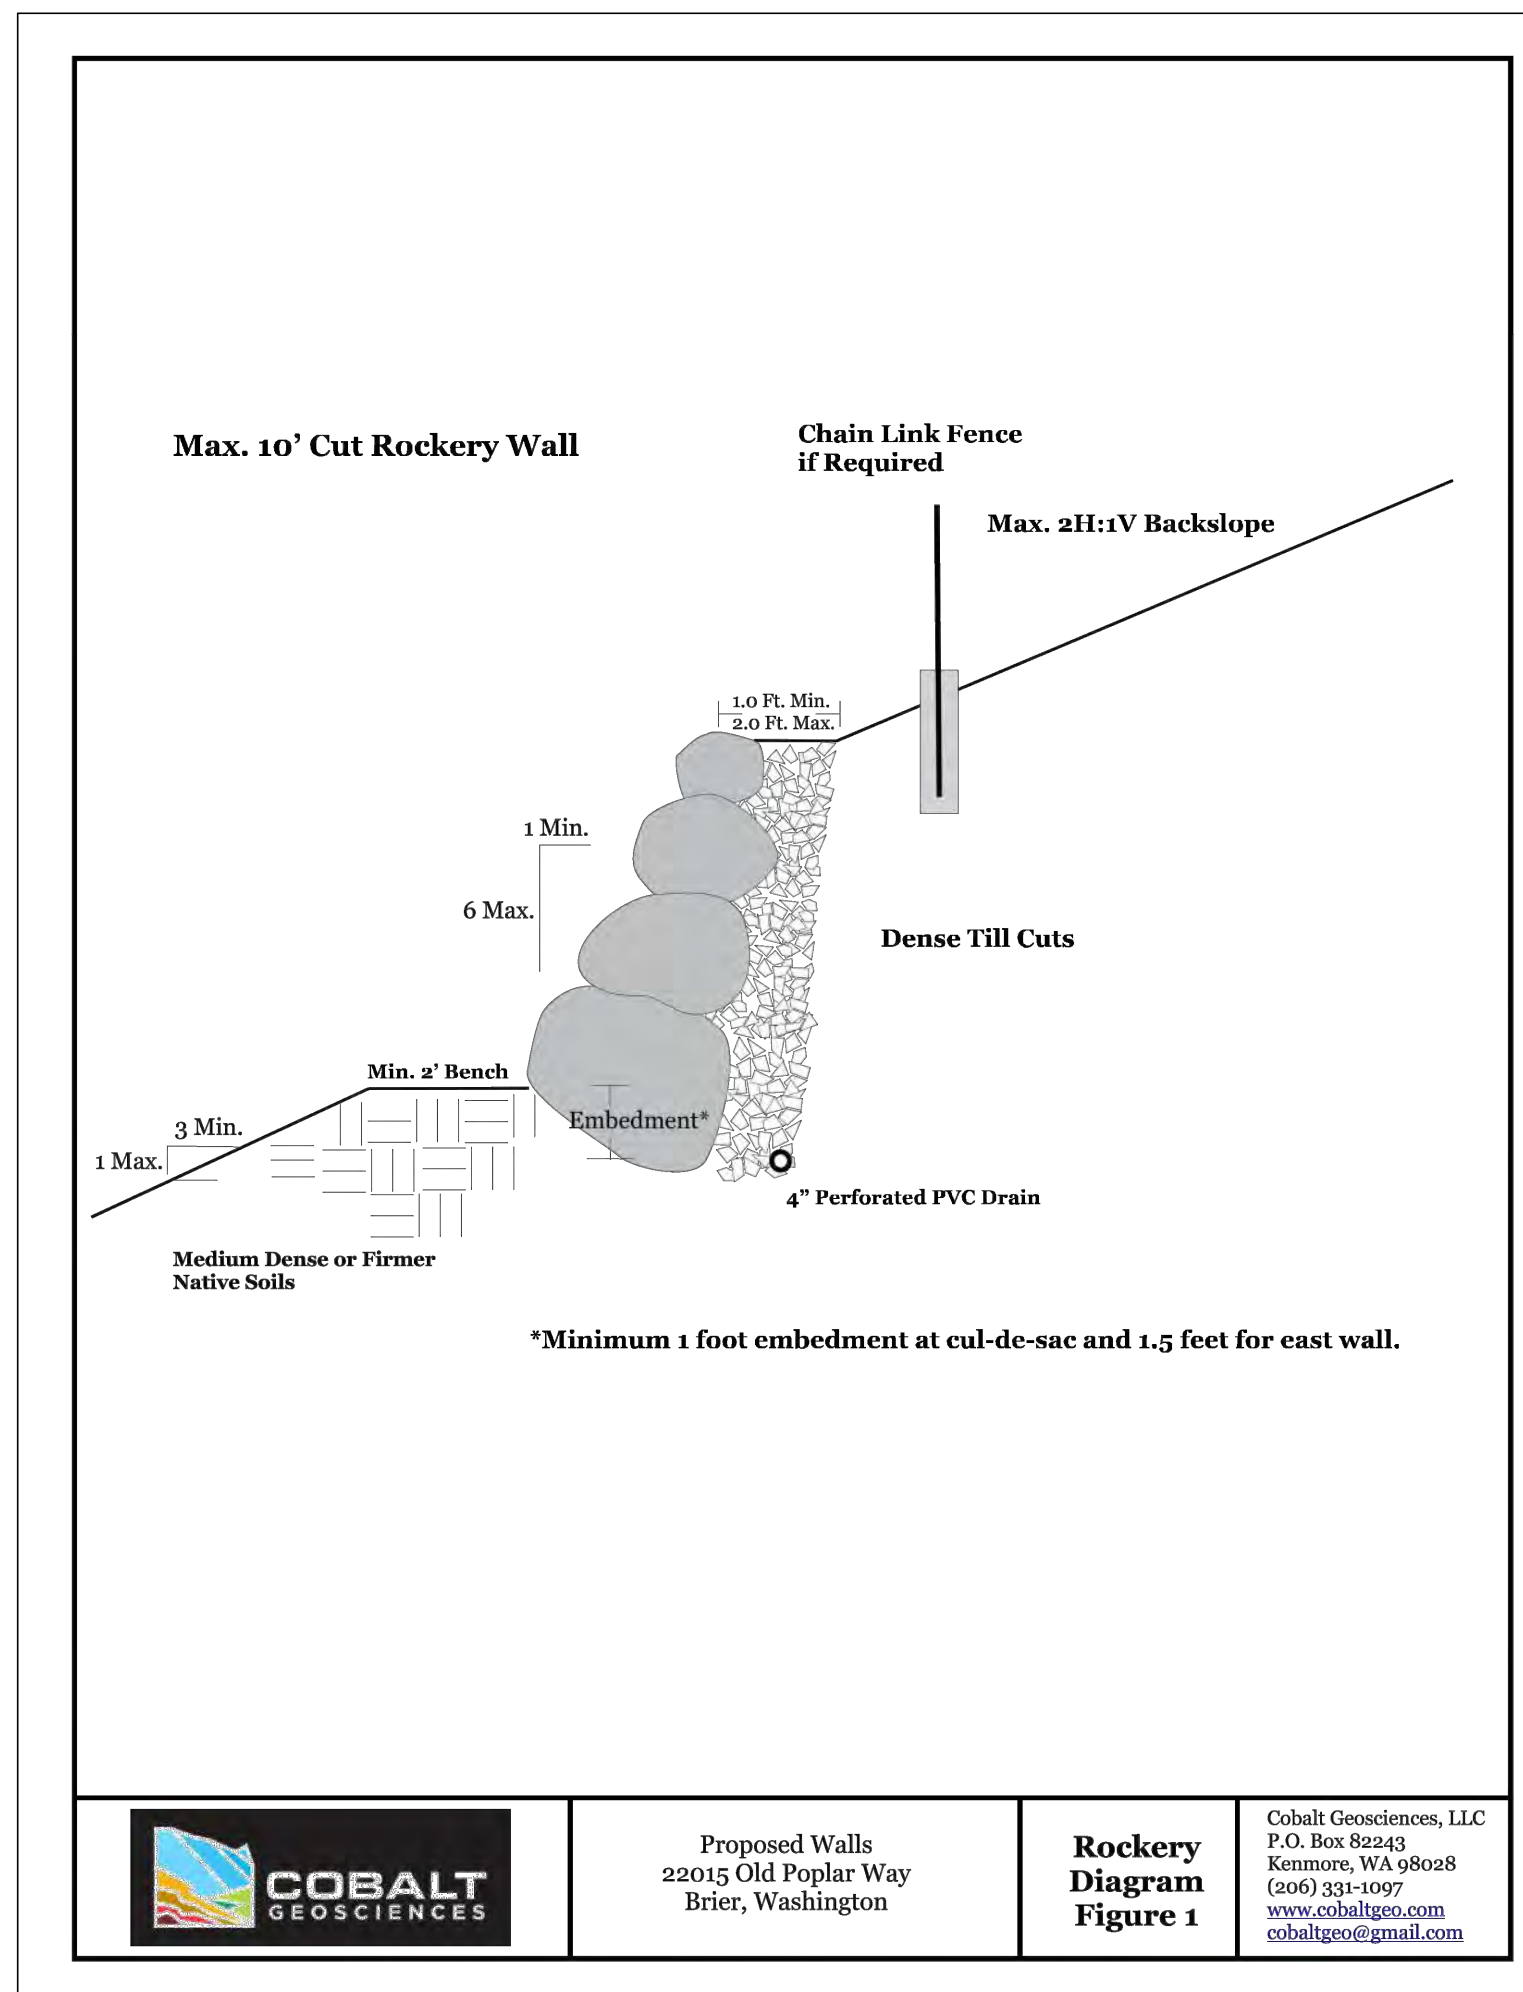 Max. 10’ Cut Rockery Wall
Chain Link Fence
if Required
Max. 2H:1V Backslope
1.0 Ft. Min.
2.0 Ft. Max.
1 Min.
6 Max.
Dense Till Cuts
Min. 2’ Bench
3 Min.
1 Max.
Embedment*
4” Perforated PVC Drain
Medium Dense or Firmer
Native Soils
*Minimum 1 foot embedment at cul-de-sac and 1.5 feet for east wall.
COBALT
GEOSCIENCES
Proposed Walls
22015 Old Poplar Way
Brier, Washington
Rockery
Diagram
Figure 1
Cobalt Geosciences, LLC
P.O. Box 82243
Kenmore, WA 98028
(206) 331-1097
www.cobaltgeo.com
cobaltgeo@gmail.com